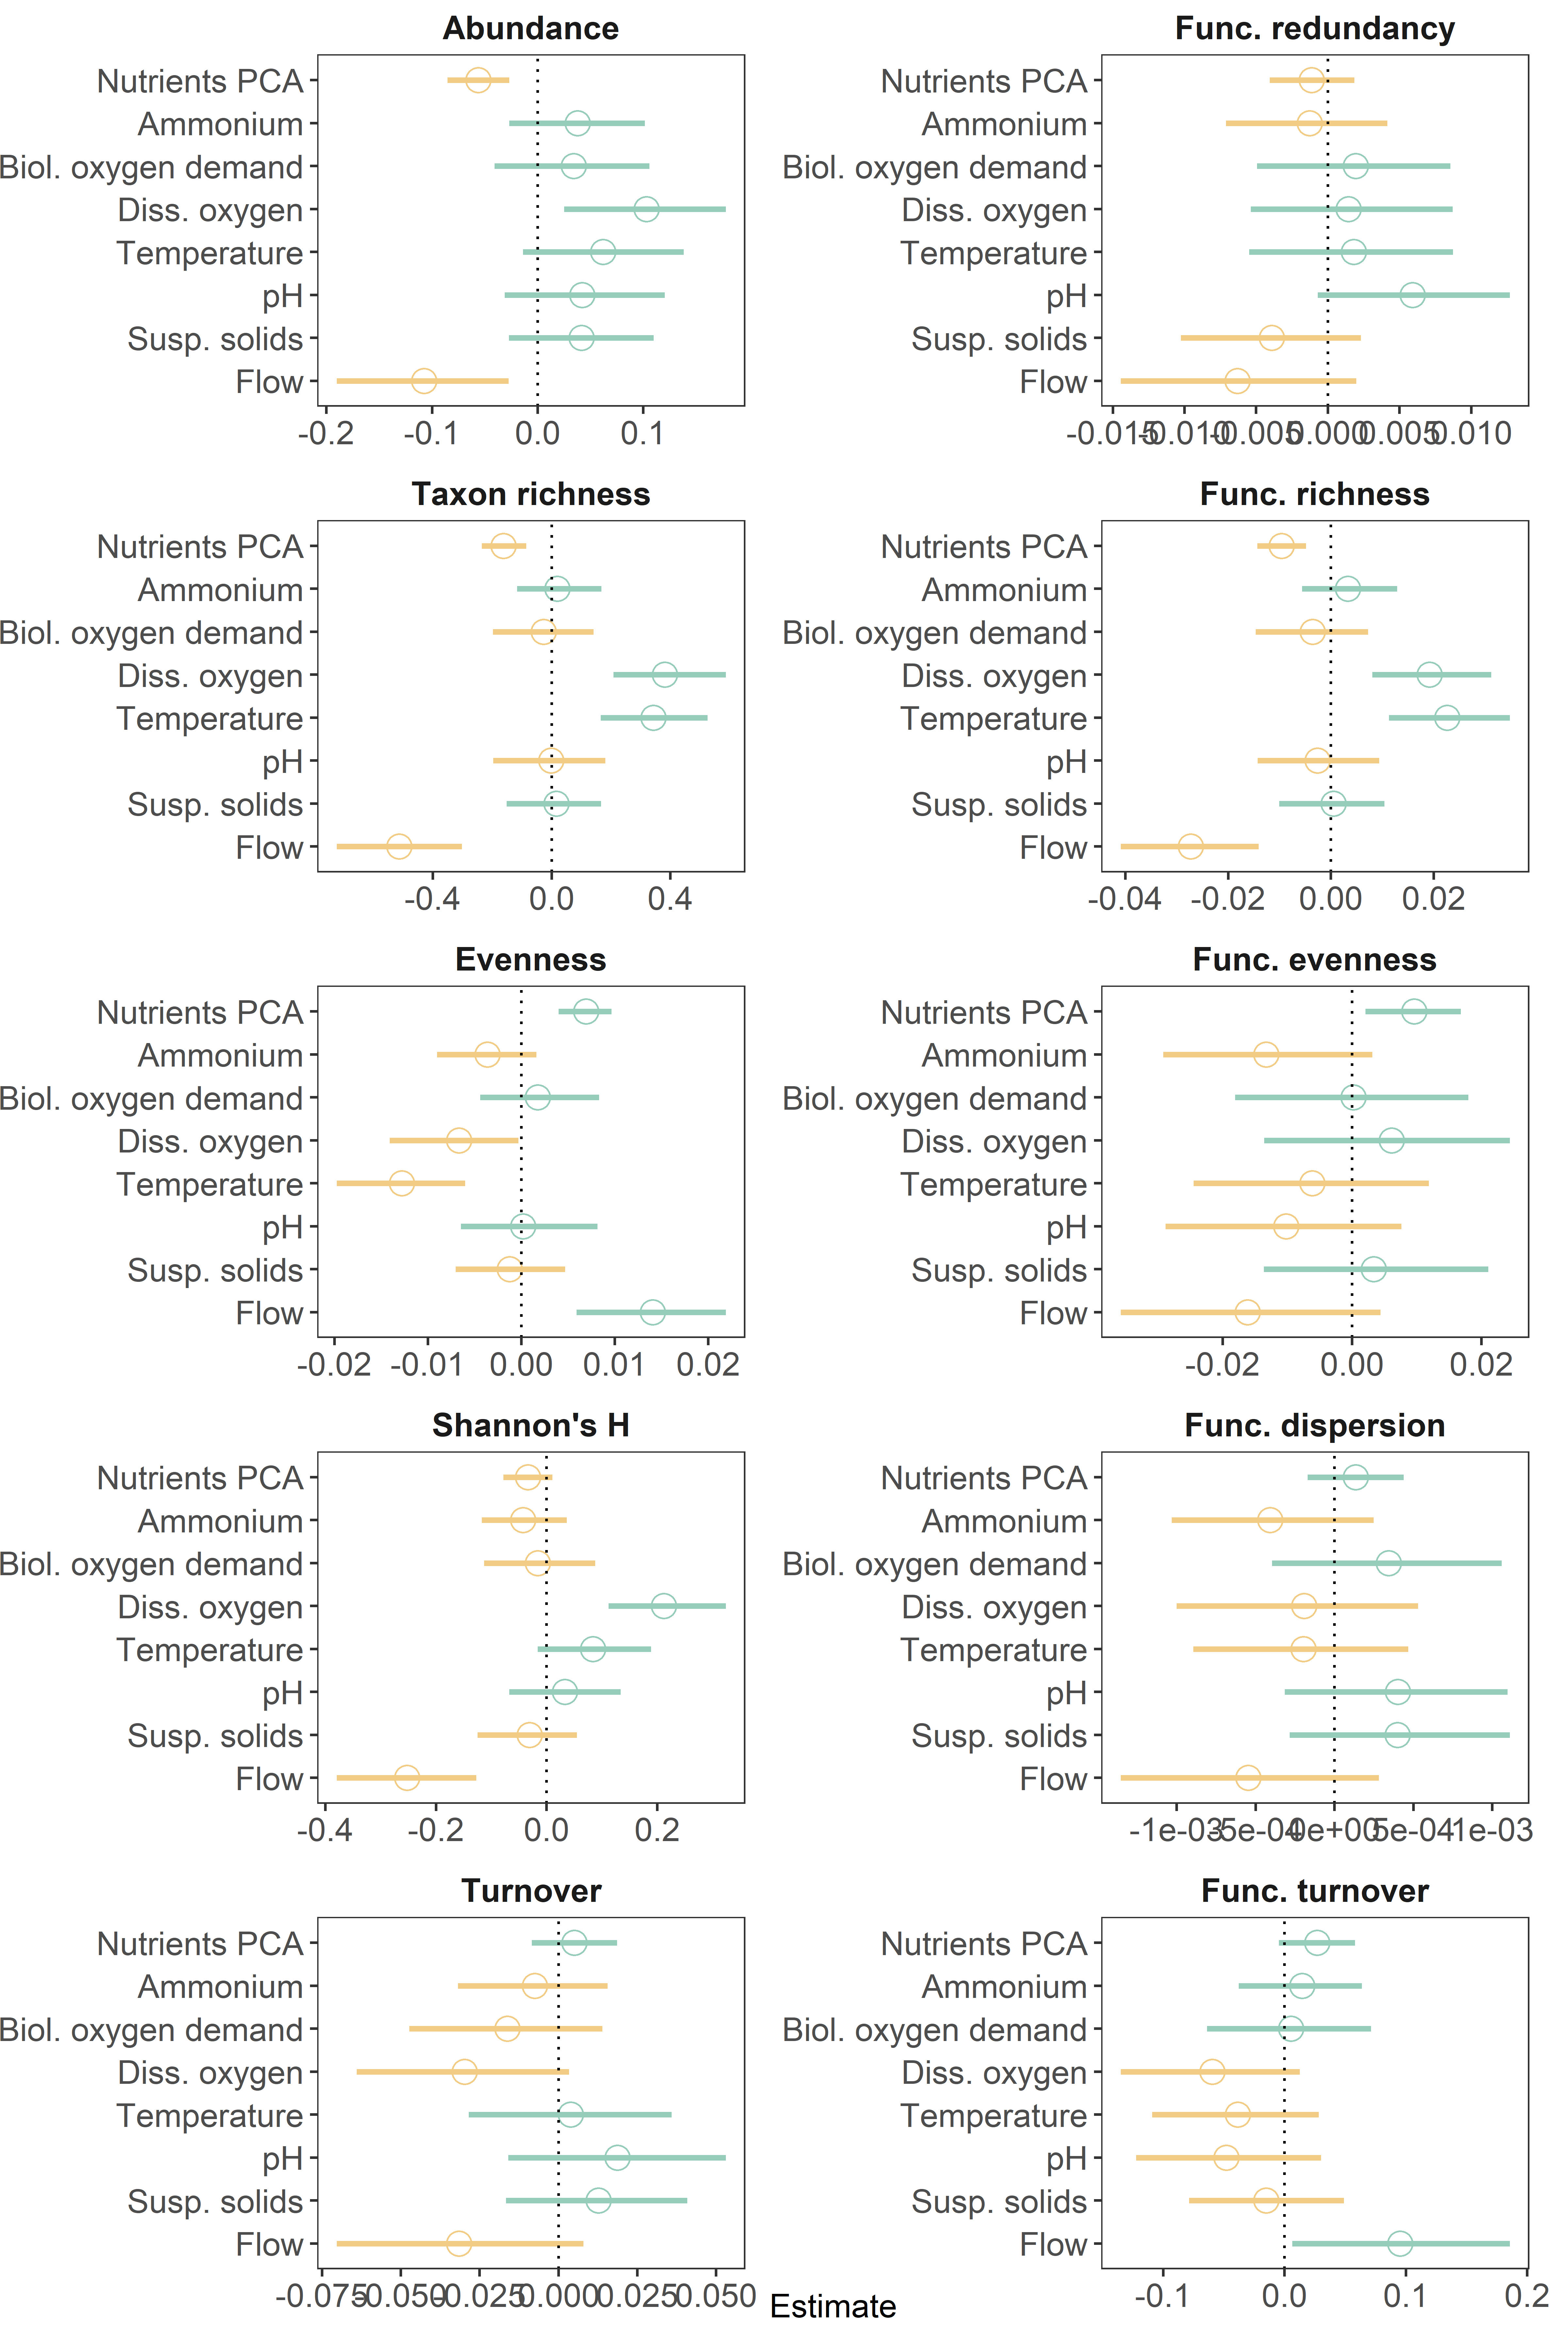 Abundance
Nutrients PCA
Ammonium
Biol. oxygen demand
Diss. oxygen
Temperature
pH
Susp. solids
Flow
-0.2 -0.1 0.0 0.1
Func. redundancy
Nutrients PCA
Ammonium
Biol. oxygen demand
Diss. oxygen
Temperature
pH
Susp. solids
Flow
-0.015 -0.010 -0.005 0.000 0.005 0.010
Taxon richness
Nutrients PCA
Ammonium
Biol. oxygen demand
Diss. oxygen
Temperature
pH
Susp. solids
Flow
-0.4 0.0 0.4
Func. richness
Nutrients PCA
Ammonium
Biol. oxygen demand
Diss. oxygen
Temperature
pH
Susp. solids
Flow
-0.04 -0.02 0.00 0.02
Evenness
Nutrients PCA
Ammonium
Biol. oxygen demand
Diss. oxygen
Temperature
pH
Susp. solids
Flow
-0.02 -0.01 0.00 0.01 0.02
Func. evenness
Nutrients PCA
Ammonium
Biol. oxygen demand
Diss. oxygen
Temperature
pH
Susp. solids
Flow
-0.02 0.00 0.02
Shannon's H
Nutrients PCA
Ammonium
Biol. oxygen demand
Diss. oxygen
Temperature
pH
Susp. solids
Flow
-0.4 -0.2 0.0 0.2
Func. dispersion
Nutrients PCA
Ammonium
Biol. oxygen demand
Diss. oxygen
Temperature
pH
Susp. solids
Flow
-1e-03 -5e-04 0e+00 5e-04 1e-03
Turnover
Nutrients PCA
Ammonium
Biol. oxygen demand
Diss. oxygen
Temperature
pH
Susp. solids
Flow
-0.075 -0.050 -0.025 0.000 0.025 0.050
Func. turnover
Nutrients PCA
Ammonium
Biol. oxygen demand
Diss. oxygen
Temperature
pH
Susp. solids
Flow
-0.1 0.0 0.1 0.2
Estimate